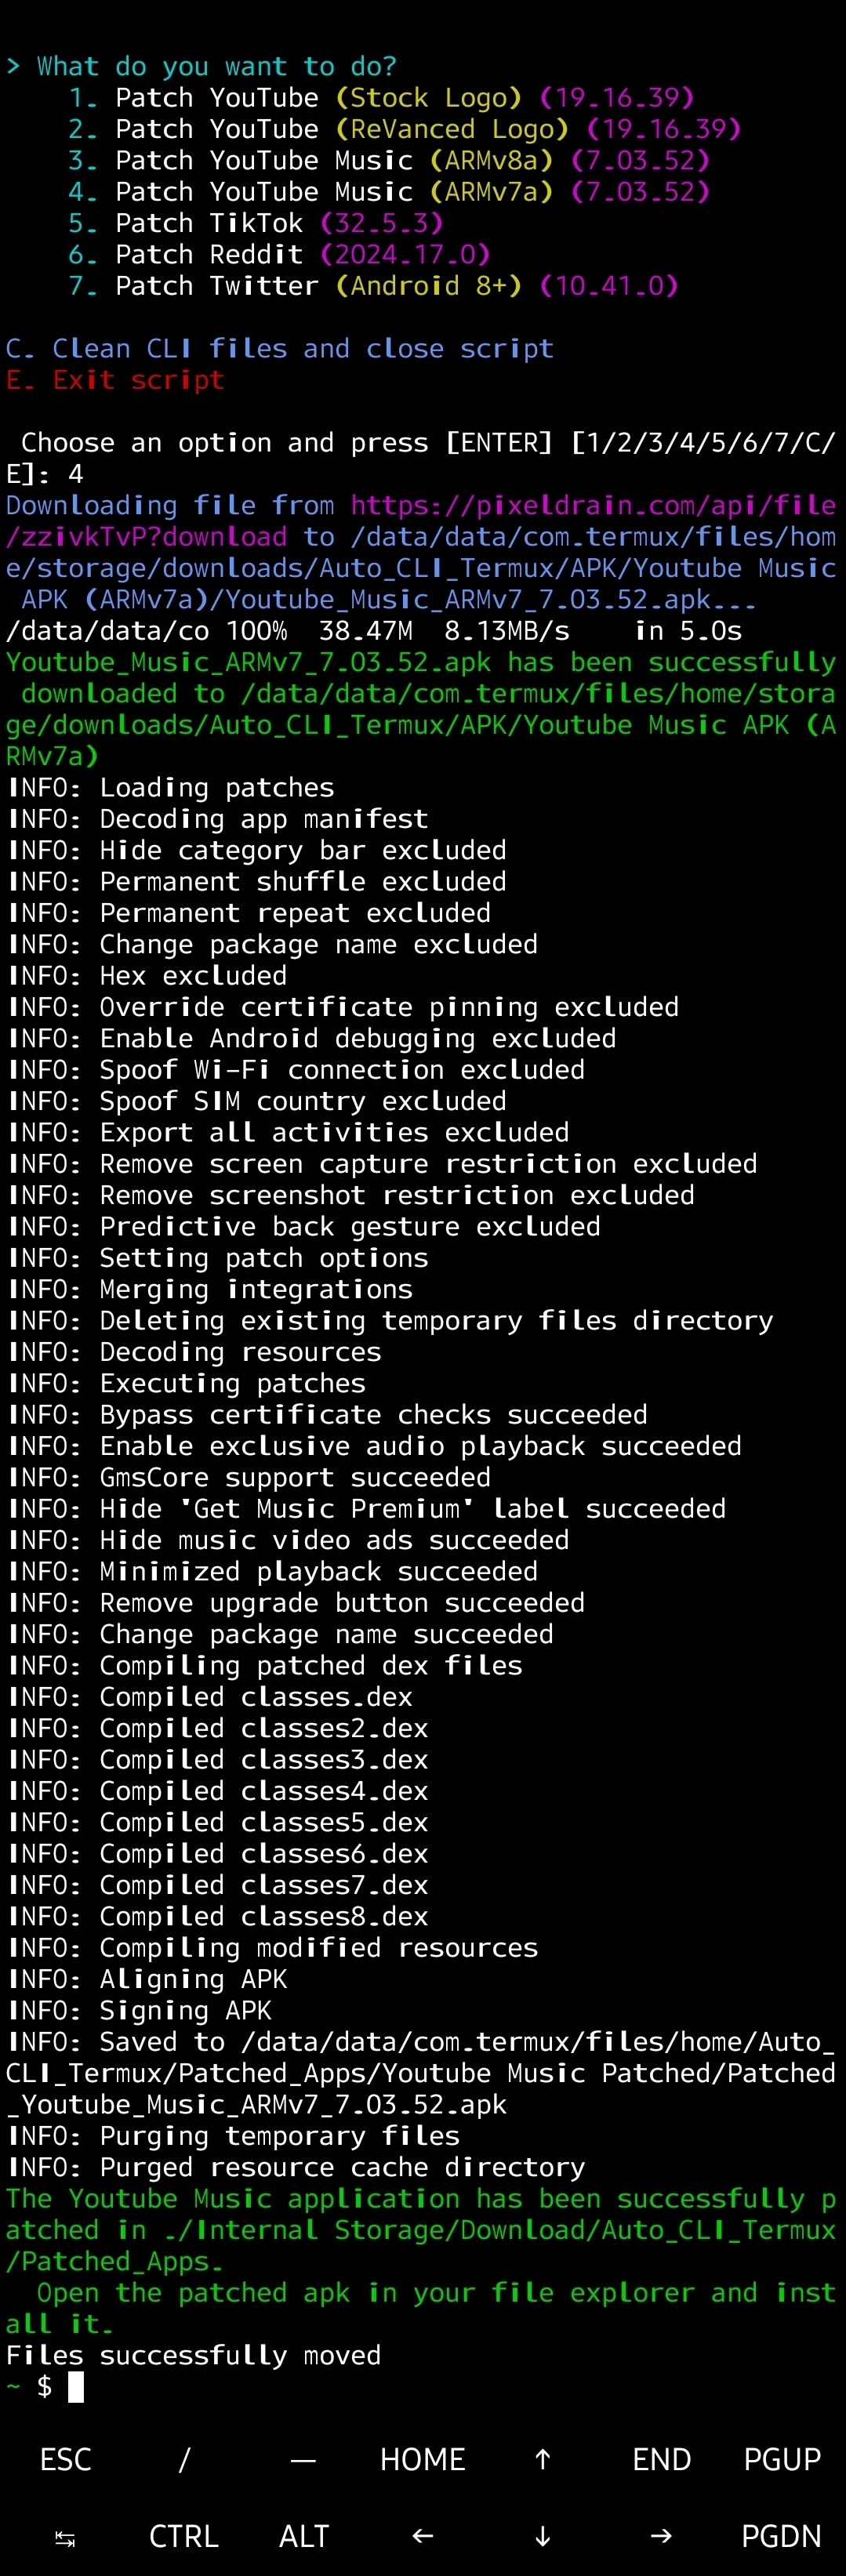 > What do you want to do?
1. Patch YouTube (Stock Logo) (19.16.39)
2. Patch YouTube (ReVanced Logo) (19.16.39)
3. Patch YouTube Music (ARMv8a) (7.03.52)
4. Patch YouTube Music (ARMv7a) (7.03.52)
5. Patch TikTok (32.5.3)
6. Patch Reddit (2024.17.0)
7. Patch Twitter (Android 8+) (10.41.0)
C. Clean CLI files and close script
E. Exit script
Choose an option and press [ENTER] [1/2/3/4/5/6/7/C/
E]: 4
Downloading file from https://pixeldrain.com/api/file
/zzivkTvP?download to /data/data/com.termux/files/hom
e/storage/downloads/Auto_CLI_Termux/APK/Youtube Music
APK (ARMv7a)/Youtube_Music_ARMv7_7.03.52.apk...
/data/data/co 100%  38.47M  8.13MB/s    in 5.0s
Youtube_Music_ARMv7_7.03.52.apk has been successfully
downloaded to /data/data/com.termux/files/home/stora
ge/downloads/Auto_CLI_Termux/APK/Youtube Music APK (A
RMv7a)
INFO: Loading patches
INFO: Decoding app manifest
INFO: Hide category bar excluded
INFO: Permanent shuffle excluded
INFO: Permanent repeat excluded
INFO: Change package name excluded
INFO: Hex excluded
INFO: Override certificate pinning excluded
INFO: Enable Android debugging excluded
INFO: Spoof Wi-Fi connection excluded
INFO: Spoof SIM country excluded
INFO: Export all activities excluded
INFO: Remove screen capture restriction excluded
INFO: Remove screenshot restriction excluded
INFO: Predictive back gesture excluded
INFO: Setting patch options
INFO: Merging integrations
INFO: Deleting existing temporary files directory
INFO: Decoding resources
INFO: Executing patches
INFO: Bypass certificate checks succeeded
INFO: Enable exclusive audio playback succeeded
INFO: GmsCore support succeeded
INFO: Hide 'Get Music Premium' label succeeded
INFO: Hide music video ads succeeded
INFO: Minimized playback succeeded
INFO: Remove upgrade button succeeded
INFO: Change package name succeeded
INFO: Compiling patched dex files
INFO: Compiled classes.dex
INFO: Compiled classes2.dex
INFO: Compiled classes3.dex
INFO: Compiled classes4.dex
INFO: Compiled classes5.dex
INFO: Compiled classes6.dex
INFO: Compiled classes7.dex
INFO: Compiled classes8.dex
INFO: Compiling modified resources
INFO: Aligning APK
INFO: Signing APK
INFO: Saved to /data/data/com.termux/files/home/Auto_
CLI_Termux/Patched_Apps/Youtube Music Patched/Patched
_Youtube_Music_ARMv7_7.03.52.apk
INFO: Purging temporary files
INFO: Purged resource cache directory
The Youtube Music application has been successfully p
atched in ./Internal Storage/Download/Auto_CLI_Termux
/Patched_Apps.
Open the patched apk in your file explorer and inst
all it.
Files successfully moved
~ $
ESC / — HOME ↑ END PGUP
↹ CTRL ALT ← ↓ → PGDN